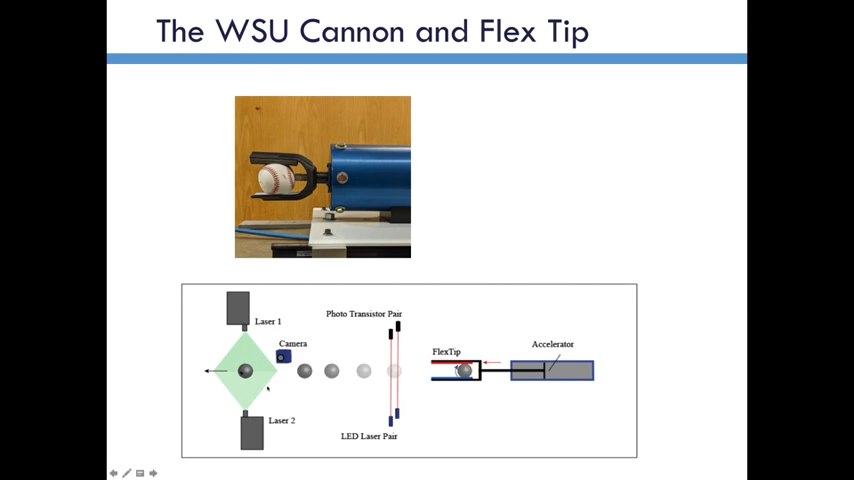 The WSU Cannon and Flex Tip
Photo Transistor Pair
Laser 1
Camera
Accelerator
FlexTip
Laser 2
LED Laser Pair